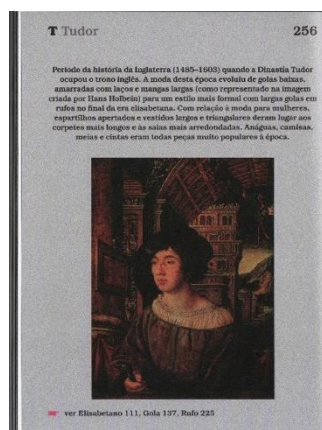 T Tudor 256
Período da história da Inglaterra (1485–1603) quando a Dinastia Tudor
ocupou o trono inglês. A moda desta época evoluiu de golas baixas,
amarradas com laços e mangas largas (como representado na imagem
criada por Hans Holbein) para um estilo mais formal com largas golas em
rufos no final da era elisabetana. Com relação à moda para mulheres,
espartilhos apertados e vestidos largos e triangulares deram lugar aos
corpetes mais longos e às saias mais arredondadas. Anáguas, camisas,
meias e cintas eram todas peças muito populares à época.
ver Elisabetano 111, Gola 137, Rufo 225